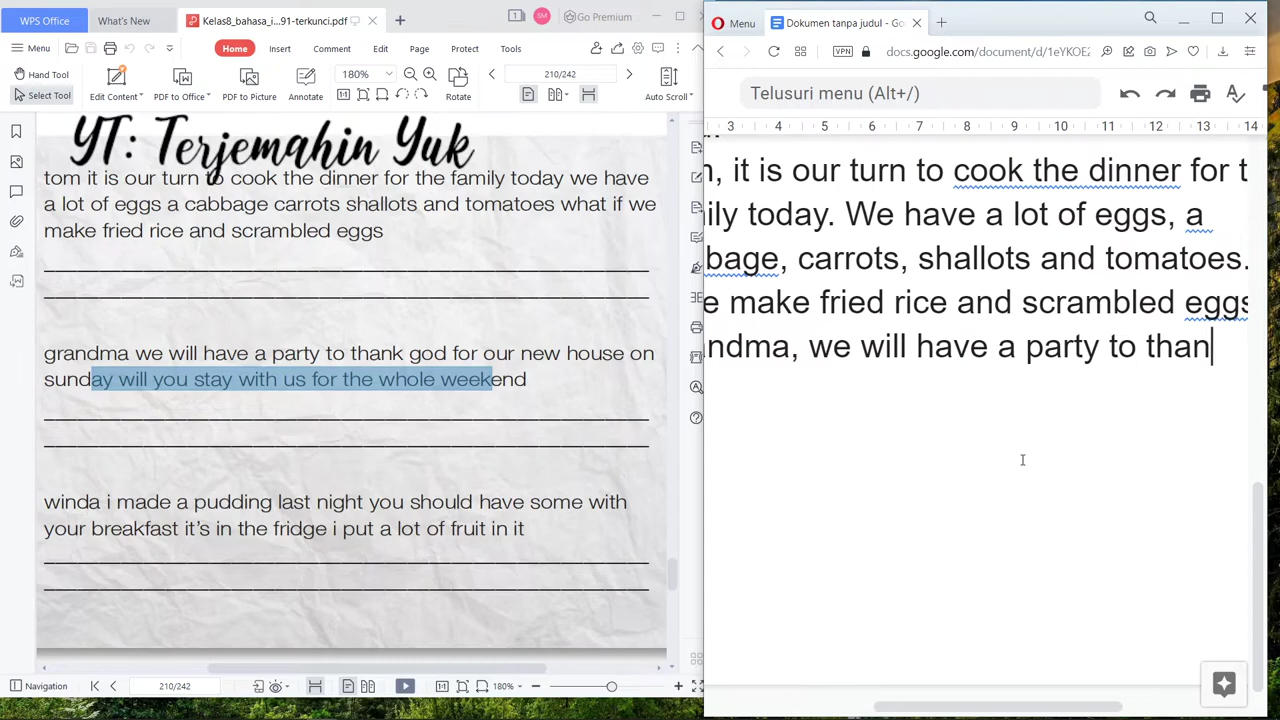 WPS Office
What's New
Kelas8_bahasa_i...91-terkunci.pdf
1
SM
Go Premium
Menu
Home
Insert
Comment
Edit
Page
Protect
Tools
Hand Tool
Select Tool
Edit Content
PDF to Office
PDF to Picture
Annotate
180%
Rotate
210/242
Auto Scroll
YT: Terjemahin Yuk
tom it is our turn to cook the dinner for the family today we have
a lot of eggs a cabbage carrots shallots and tomatoes what if we
make fried rice and scrambled eggs
grandma we will have a party to thank god for our new house on
sunday will you stay with us for the whole weekend
winda i made a pudding last night you should have some with
your breakfast it's in the fridge i put a lot of fruit in it
Navigation
210/242
180%
Menu
Dokumen tanpa judul - Go
VPN
docs.google.com/document/d/1eYKOE2
Telusuri menu (Alt+/)
3 4 5 6 7 8 9 10 11 12 13 14
n, it is our turn to cook the dinner for t
ily today. We have a lot of eggs, a
bage, carrots, shallots and tomatoes.
e make fried rice and scrambled eggs
ndma, we will have a party to than